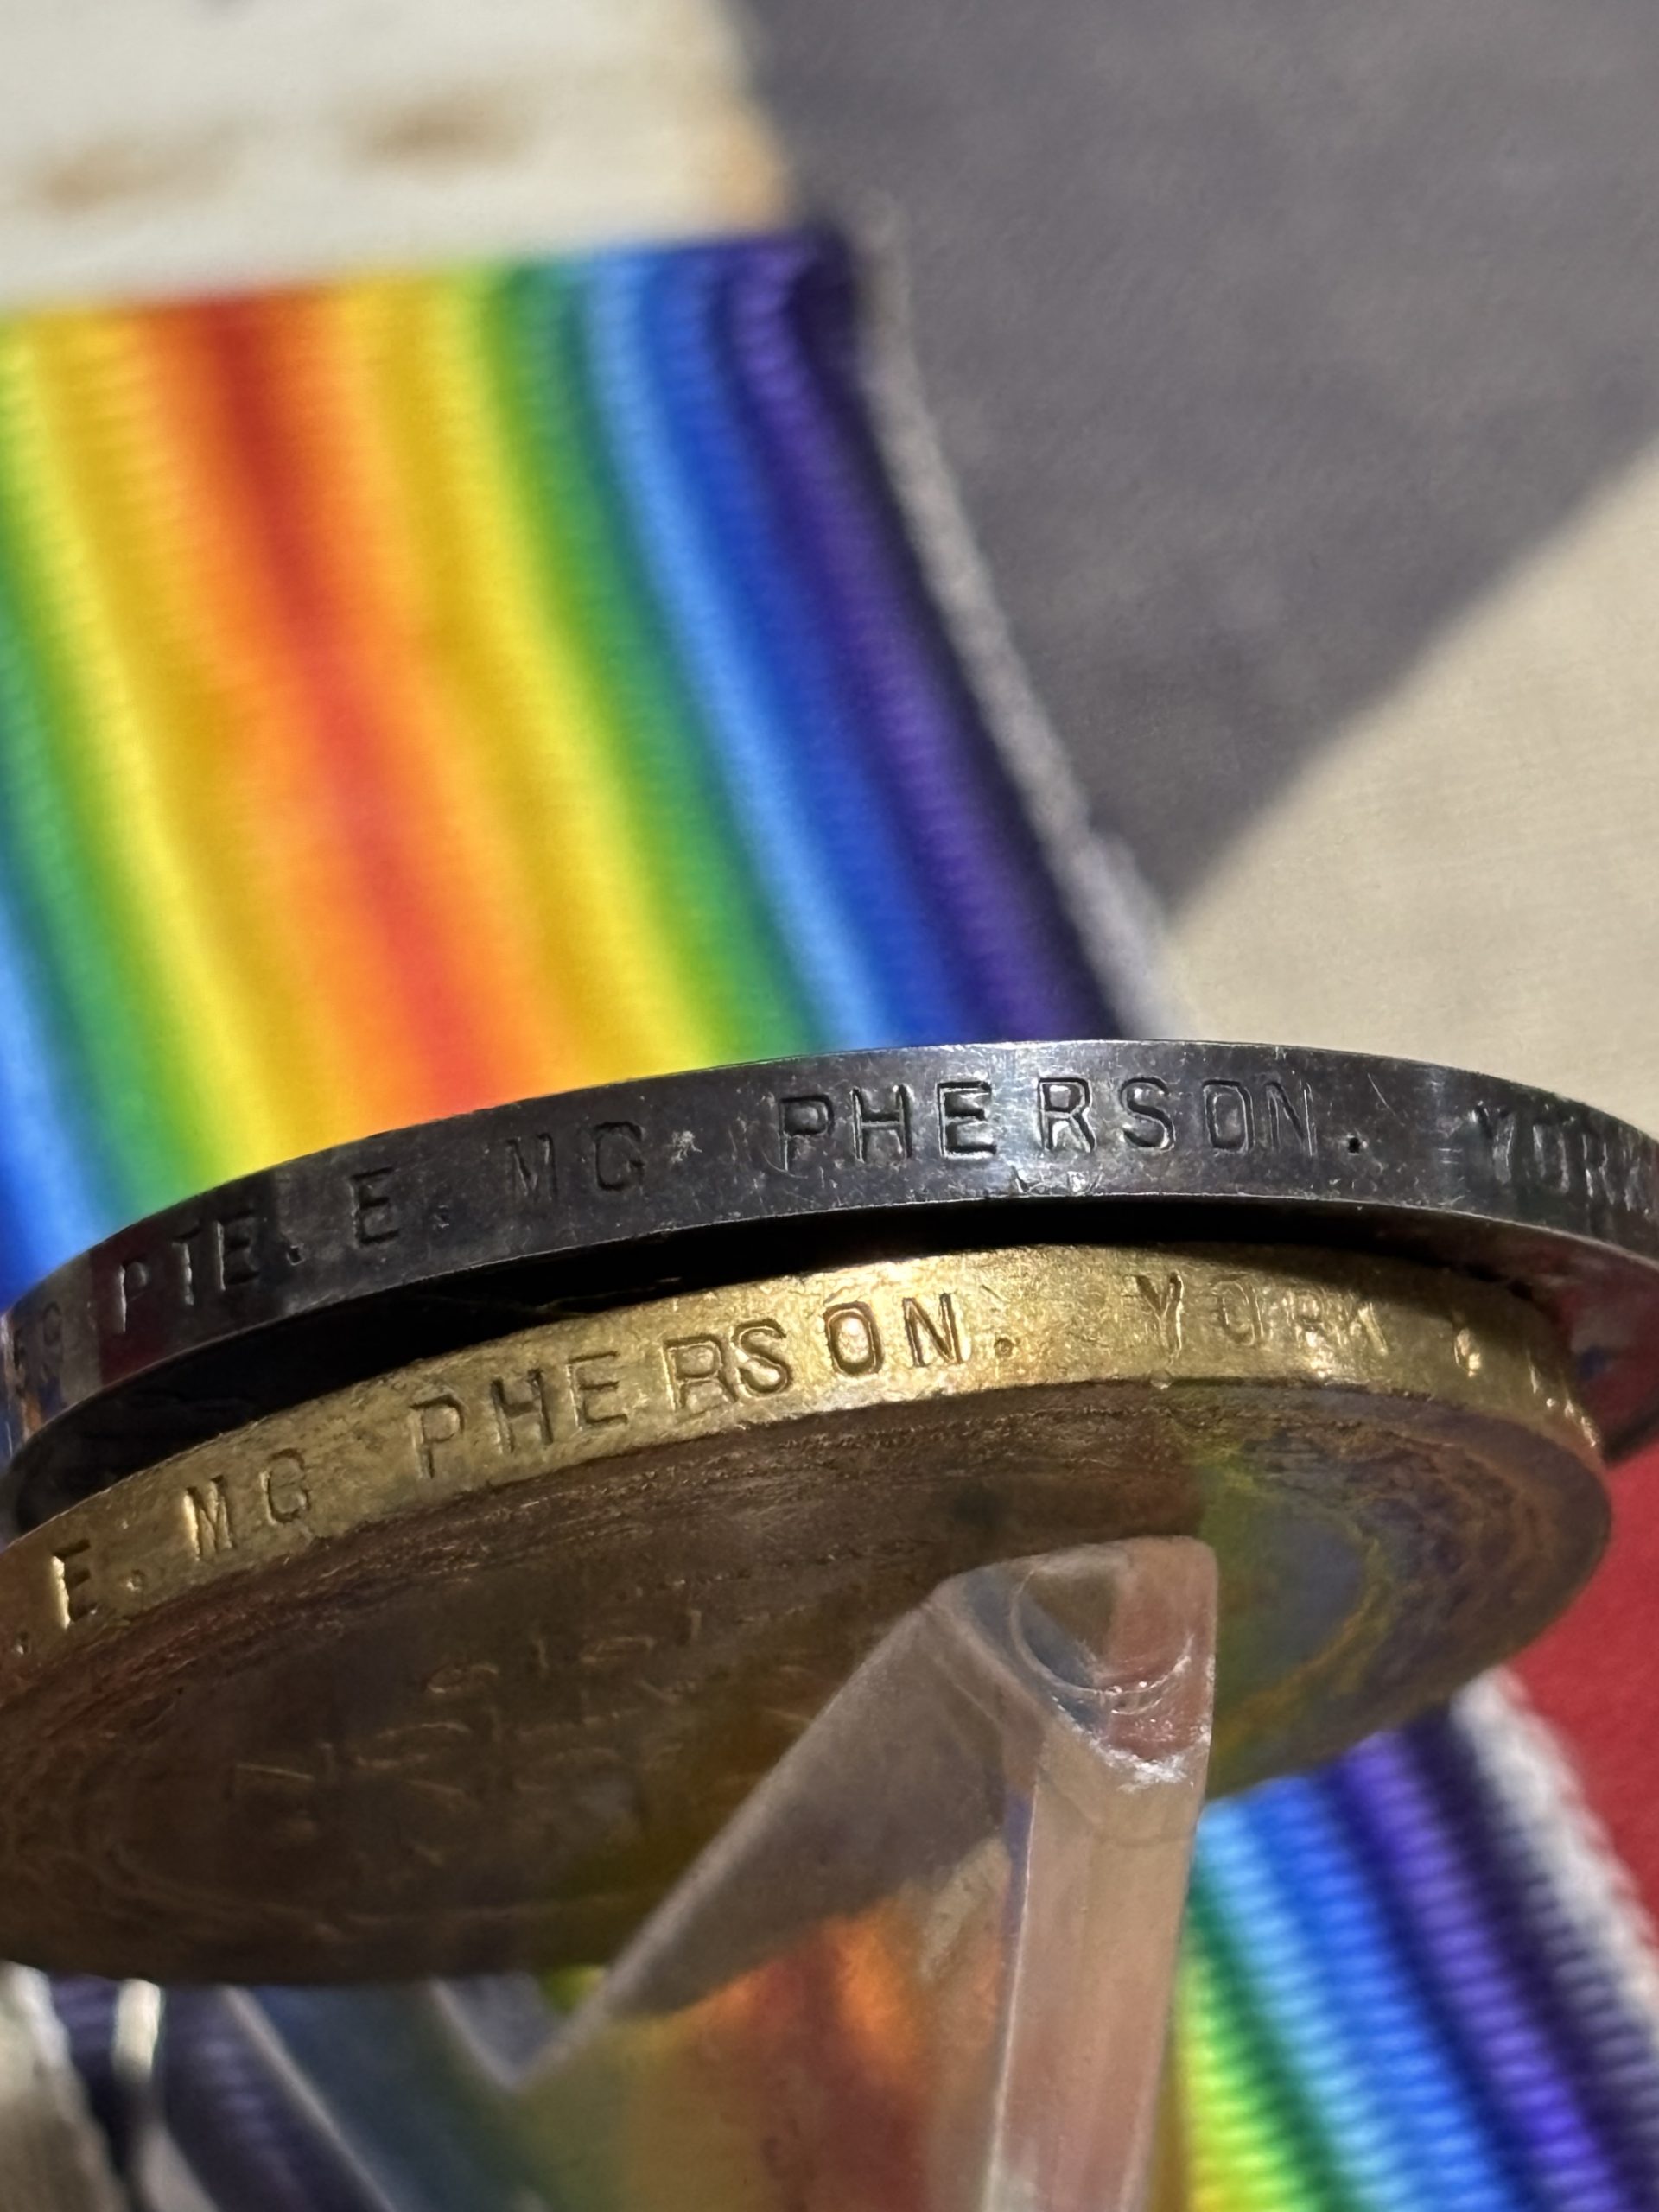 PTE. E. MC PHERSON. YORK
. E. MC PHERSON. YORK &